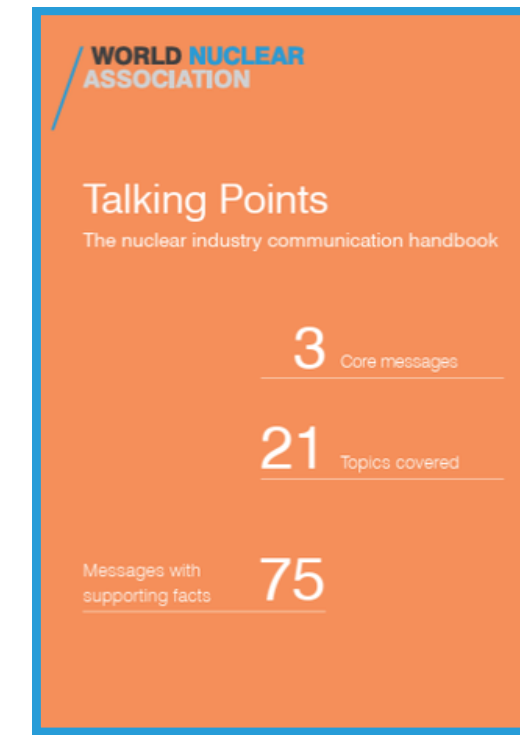 WORLD NUCLEAR
ASSOCIATION
Talking Points
The nuclear industry communication handbook
3 Core messages
21 Topics covered
Messages with
supporting facts 75